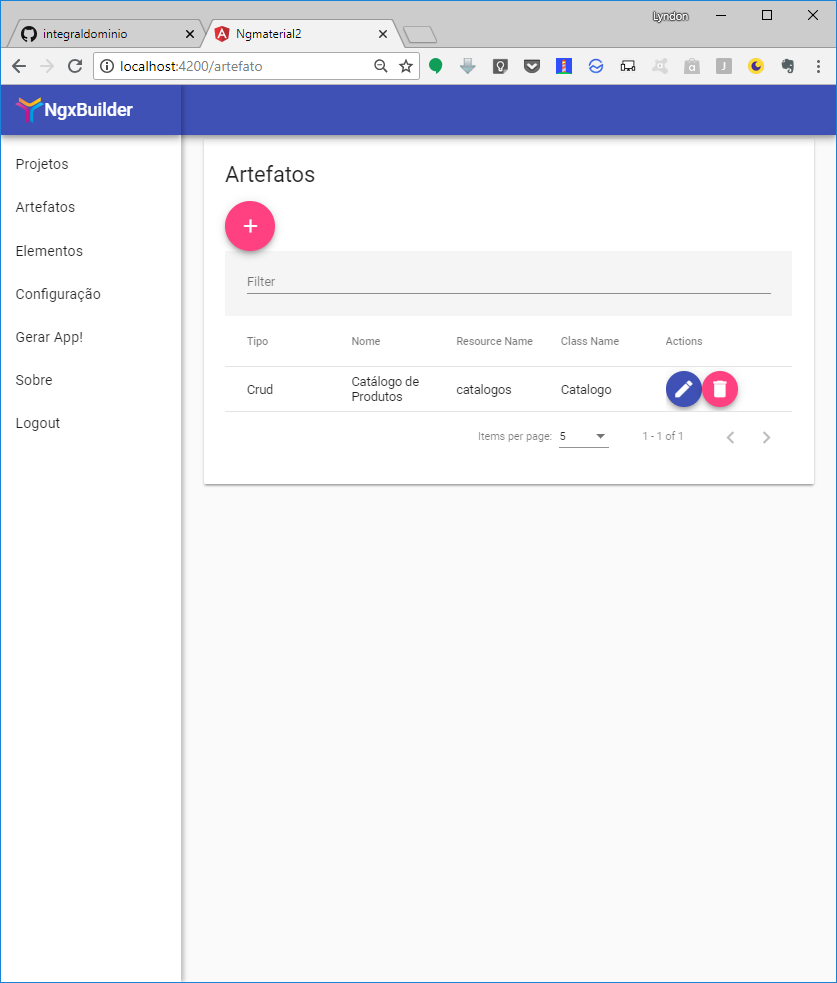 Lyndon
integraldominio
Ngmaterial2
localhost:4200/artefato
NgxBuilder
Projetos
Artefatos
Elementos
Configuração
Gerar App!
Sobre
Logout
Artefatos
+
Filter
Tipo Nome Resource Name Class Name Actions
Crud Catálogo de Produtos catalogos Catalogo
Items per page: 5 1 - 1 of 1